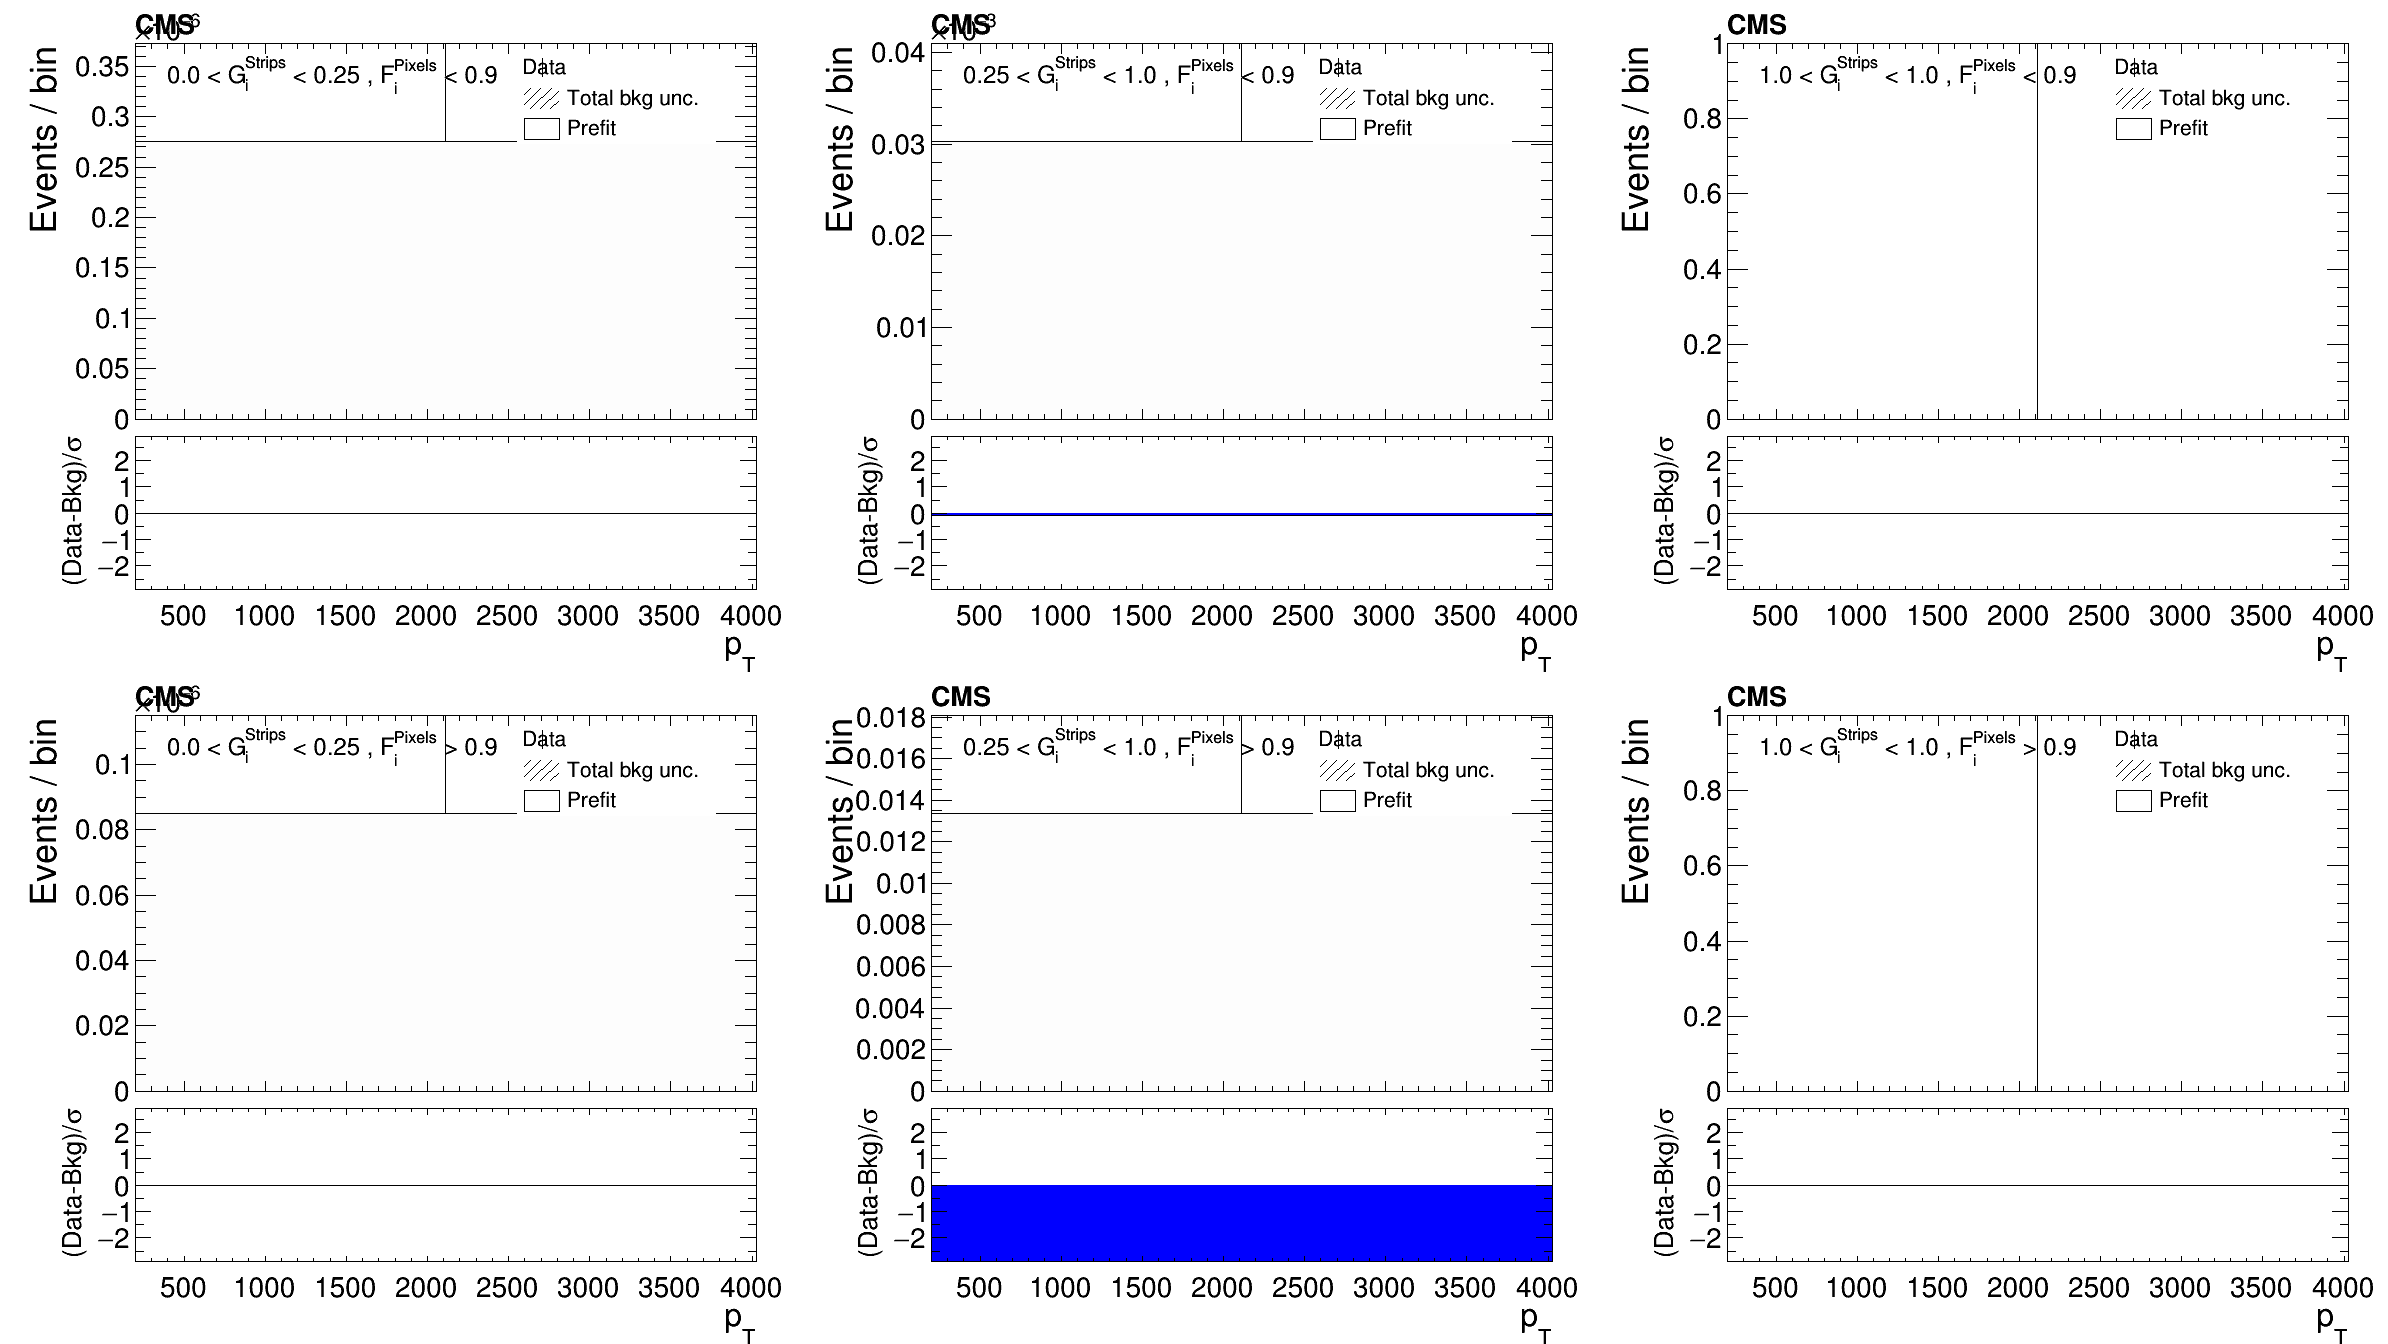 CMS
×10⁻⁶
Events / bin
0.0 < G_i^Strips < 0.25 , F_i^Pixels < 0.9
Data
Total bkg unc.
Prefit
0.35
0.3
0.25
0.2
0.15
0.1
0.05
0
(Data-Bkg)/σ
2
1
0
−1
−2
500 1000 1500 2000 2500 3000 3500 4000
p_T
CMS
×10⁻³
Events / bin
0.25 < G_i^Strips < 1.0 , F_i^Pixels < 0.9
Data
Total bkg unc.
Prefit
0.04
0.03
0.02
0.01
0
(Data-Bkg)/σ
2
1
0
−1
−2
500 1000 1500 2000 2500 3000 3500 4000
p_T
CMS
Events / bin
1.0 < G_i^Strips < 1.0 , F_i^Pixels < 0.9
Data
Total bkg unc.
Prefit
1
0.8
0.6
0.4
0.2
0
(Data-Bkg)/σ
2
1
0
−1
−2
500 1000 1500 2000 2500 3000 3500 4000
p_T
CMS
×10⁻⁶
Events / bin
0.0 < G_i^Strips < 0.25 , F_i^Pixels > 0.9
Data
Total bkg unc.
Prefit
0.1
0.08
0.06
0.04
0.02
0
(Data-Bkg)/σ
2
1
0
−1
−2
500 1000 1500 2000 2500 3000 3500 4000
p_T
CMS
Events / bin
0.25 < G_i^Strips < 1.0 , F_i^Pixels > 0.9
Data
Total bkg unc.
Prefit
0.018
0.016
0.014
0.012
0.01
0.008
0.006
0.004
0.002
0
(Data-Bkg)/σ
2
1
0
−1
−2
500 1000 1500 2000 2500 3000 3500 4000
p_T
CMS
Events / bin
1.0 < G_i^Strips < 1.0 , F_i^Pixels > 0.9
Data
Total bkg unc.
Prefit
1
0.8
0.6
0.4
0.2
0
(Data-Bkg)/σ
2
1
0
−1
−2
500 1000 1500 2000 2500 3000 3500 4000
p_T